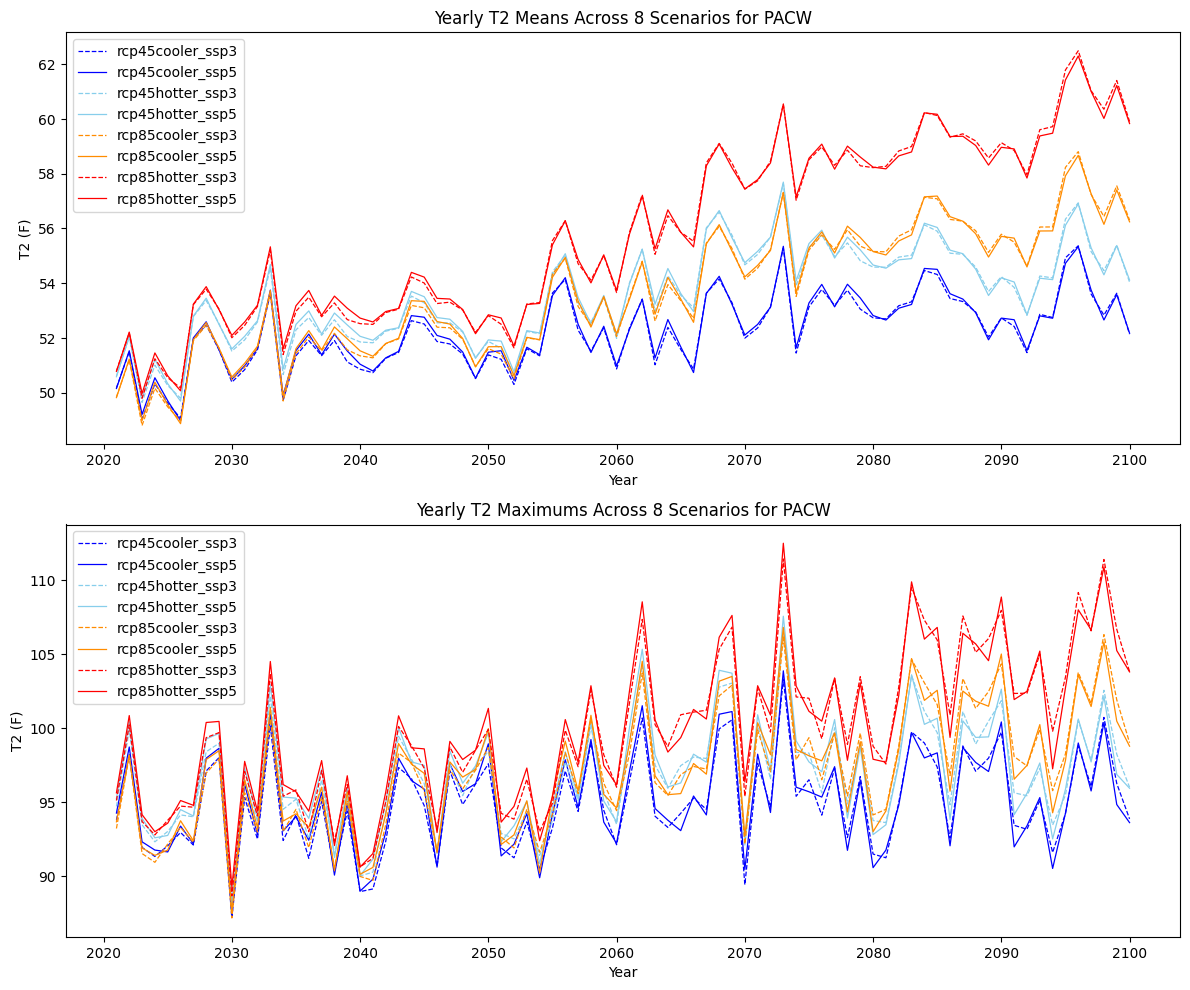 Yearly T2 Means Across 8 Scenarios for PACW
rcp45cooler_ssp3
rcp45cooler_ssp5
rcp45hotter_ssp3
rcp45hotter_ssp5
rcp85cooler_ssp3
rcp85cooler_ssp5
rcp85hotter_ssp3
rcp85hotter_ssp5
T2 (F)
62
60
58
56
54
52
50
2020 2030 2040 2050 2060 2070 2080 2090 2100
Year
Yearly T2 Maximums Across 8 Scenarios for PACW
rcp45cooler_ssp3
rcp45cooler_ssp5
rcp45hotter_ssp3
rcp45hotter_ssp5
rcp85cooler_ssp3
rcp85cooler_ssp5
rcp85hotter_ssp3
rcp85hotter_ssp5
T2 (F)
110
105
100
95
90
2020 2030 2040 2050 2060 2070 2080 2090 2100
Year